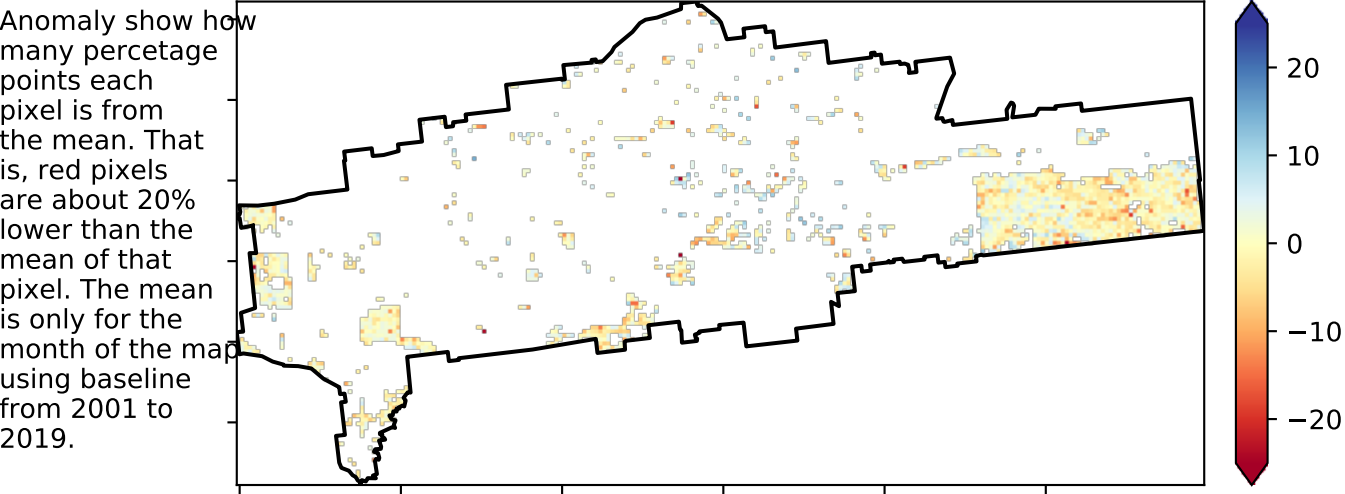 Anomaly show how
many percetage
points each
pixel is from
the mean. That
is, red pixels
are about 20%
lower than the
mean of that
pixel. The mean
is only for the
month of the map
using baseline
from 2001 to
2019.
20
10
0
−10
−20